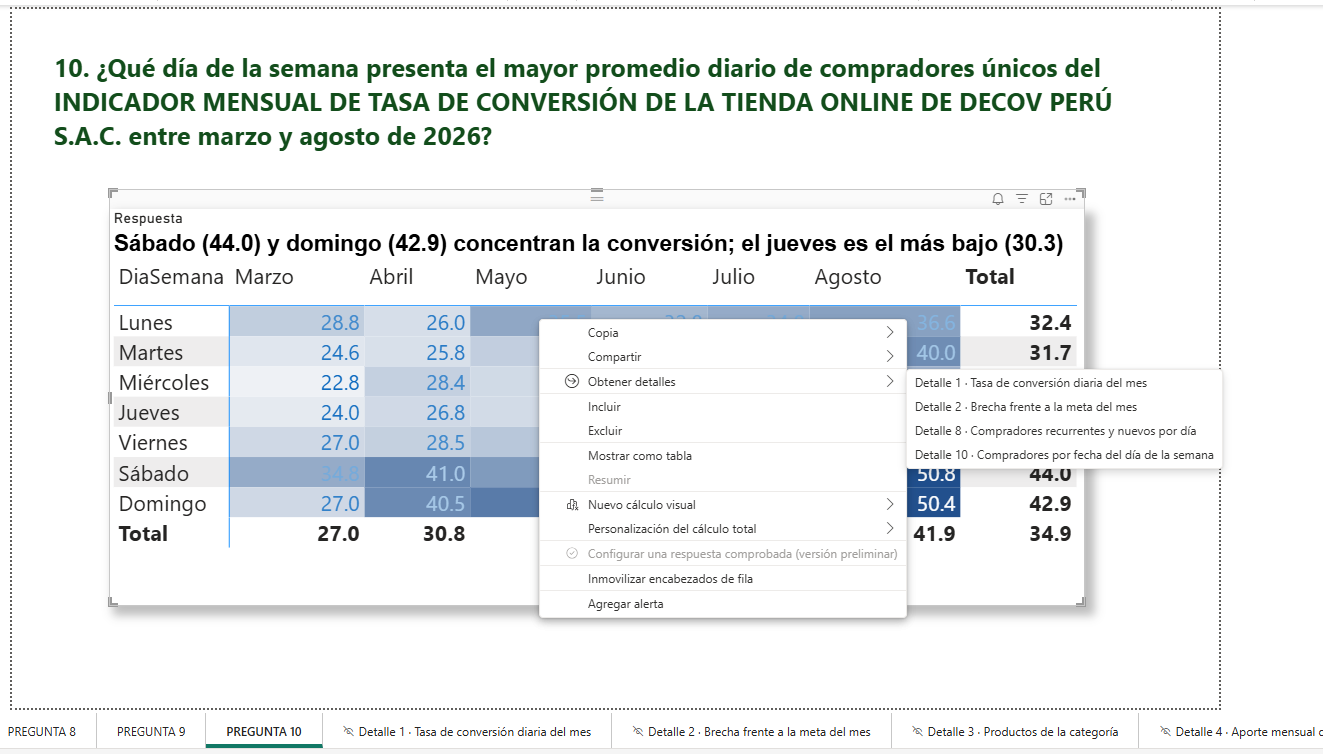 10. ¿Qué día de la semana presenta el mayor promedio diario de compradores únicos del
INDICADOR MENSUAL DE TASA DE CONVERSIÓN DE LA TIENDA ONLINE DE DECOV PERÚ
S.A.C. entre marzo y agosto de 2026?
Respuesta
Sábado (44.0) y domingo (42.9) concentran la conversión; el jueves es el más bajo (30.3)
DiaSemana Marzo Abril Mayo Junio Julio Agosto Total
Lunes 28.8 26.0 36.6 32.4
Martes 24.6 25.8 40.0 31.7
Miércoles 22.8 28.4
Jueves 24.0 26.8
Viernes 27.0 28.5
Sábado 34.8 41.0 50.8 44.0
Domingo 27.0 40.5 50.4 42.9
Total 27.0 30.8 41.9 34.9
Copia
Compartir
Obtener detalles
Incluir
Excluir
Mostrar como tabla
Resumir
Nuevo cálculo visual
Personalización del cálculo total
Configurar una respuesta comprobada (versión preliminar)
Inmovilizar encabezados de fila
Agregar alerta
Detalle 1 · Tasa de conversión diaria del mes
Detalle 2 · Brecha frente a la meta del mes
Detalle 8 · Compradores recurrentes y nuevos por día
Detalle 10 · Compradores por fecha del día de la semana
PREGUNTA 8 PREGUNTA 9 PREGUNTA 10 Detalle 1 · Tasa de conversión diaria del mes Detalle 2 · Brecha frente a la meta del mes Detalle 3 · Productos de la categoría Detalle 4 · Aporte mensual